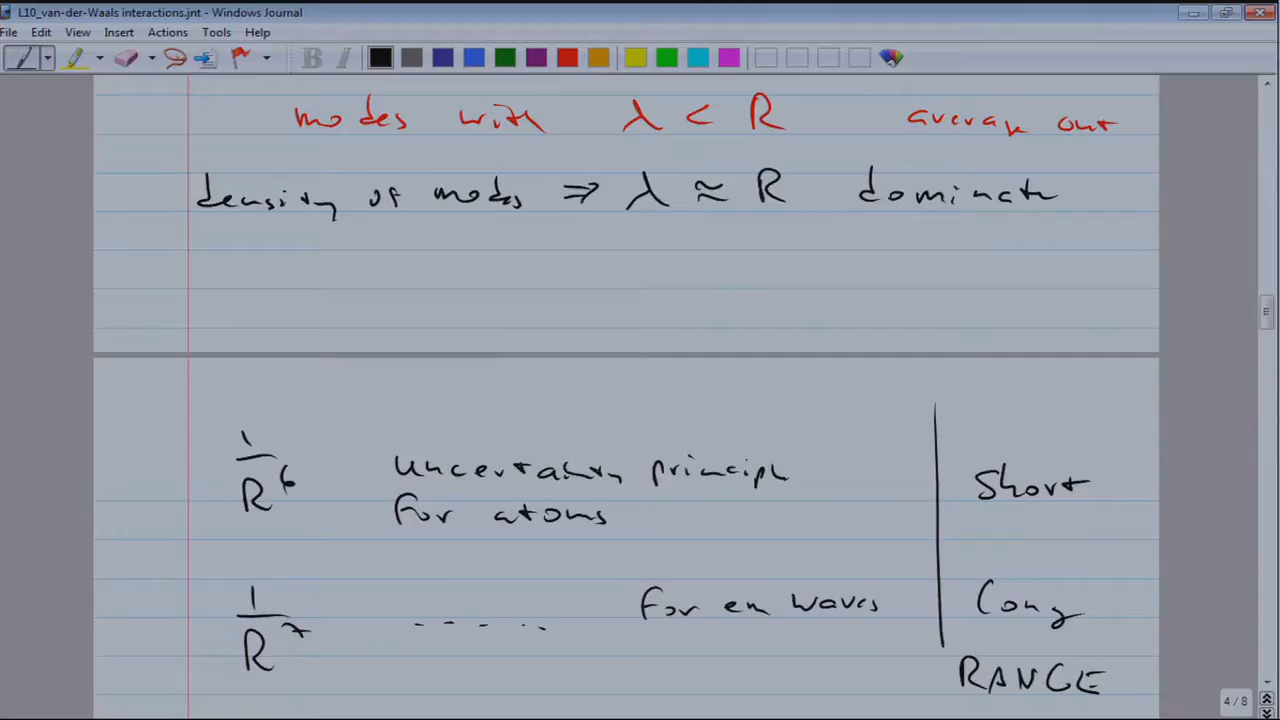 L10_van-der-Waals interactions.jnt - Windows Journal
File Edit View Insert Actions Tools Help
B I
modes with λ < R average out
density of modes ⇒ λ ≈ R dominate
1/R⁶ uncertainty principle Short
for atoms
1/R⁷ - - - - - for em waves Long
RANGE
4 / 8